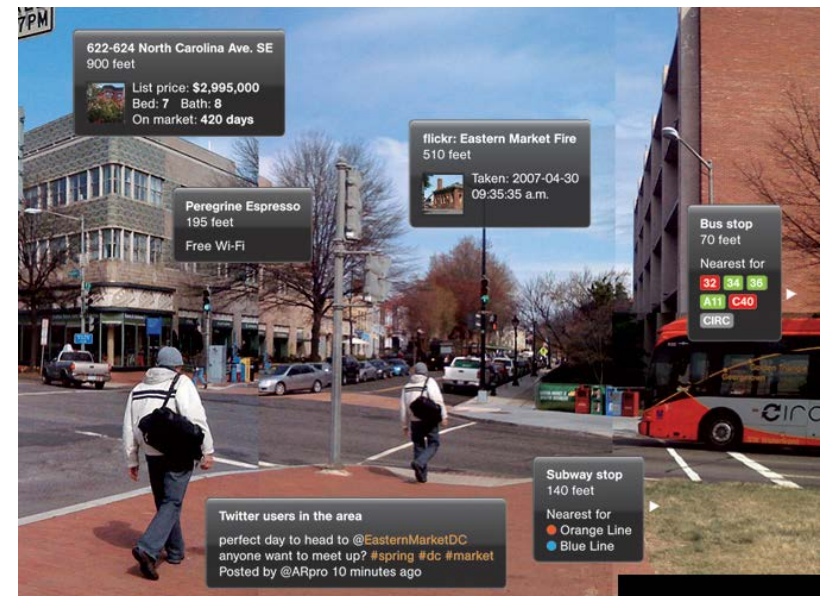 7PM
622-624 North Carolina Ave. SE
900 feet
List price: $2,995,000
Bed: 7 Bath: 8
On market: 420 days
flickr: Eastern Market Fire
510 feet
Taken: 2007-04-30
09:35:35 a.m.
Peregrine Espresso
195 feet
Free Wi-Fi
Bus stop
70 feet
Nearest for
32 34 36
A11 C40
CIRC
Subway stop
140 feet
Nearest for
Orange Line
Blue Line
Twitter users in the area
perfect day to head to @EasternMarketDC
anyone want to meet up? #spring #dc #market
Posted by @ARpro 10 minutes ago